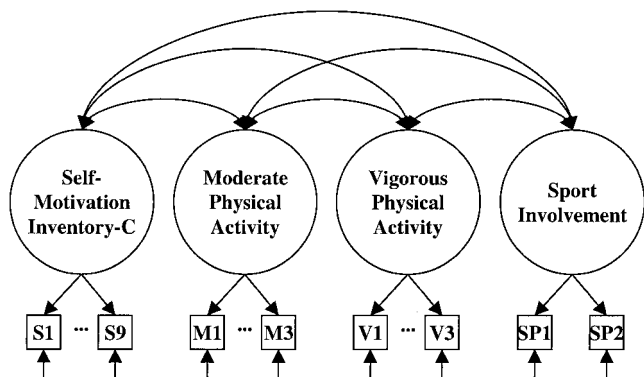 Self-
Motivation
Inventory-C
Moderate
Physical
Activity
Vigorous
Physical
Activity
Sport
Involvement
S1 ... S9 M1 ... M3 V1 ... V3 SP1 SP2